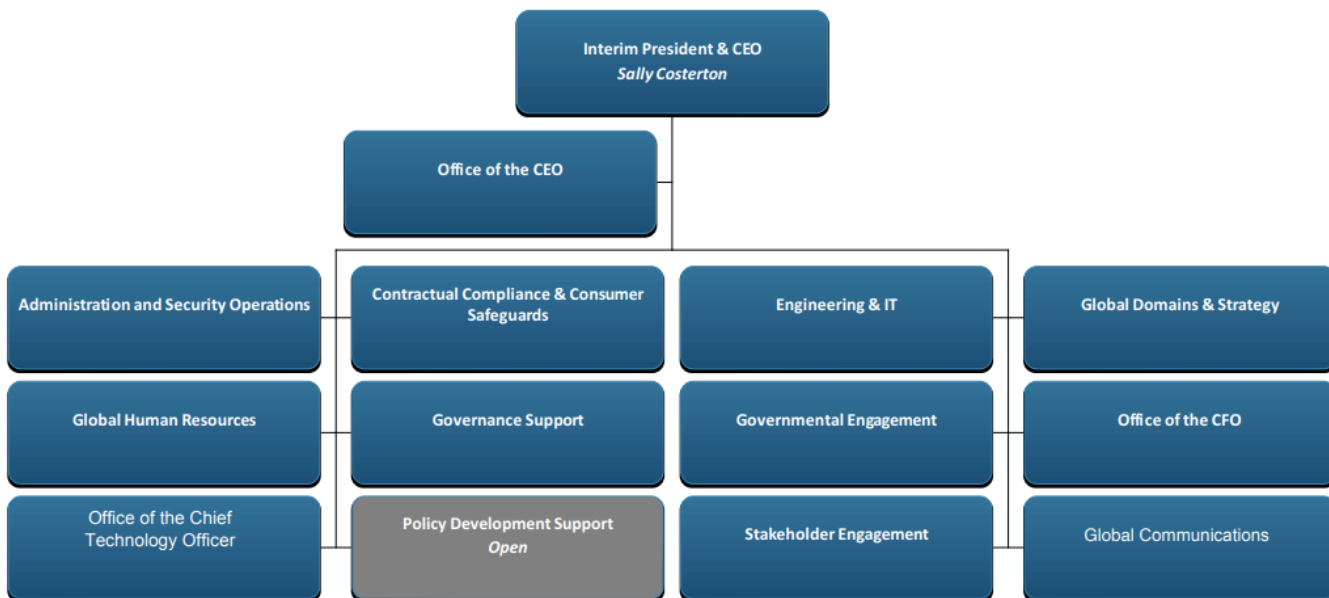 Interim President & CEO
Sally Costerton
Office of the CEO
Administration and Security Operations
Contractual Compliance & Consumer
Safeguards
Engineering & IT
Global Domains & Strategy
Global Human Resources
Governance Support
Governmental Engagement
Office of the CFO
Office of the Chief
Technology Officer
Policy Development Support
Open
Stakeholder Engagement
Global Communications